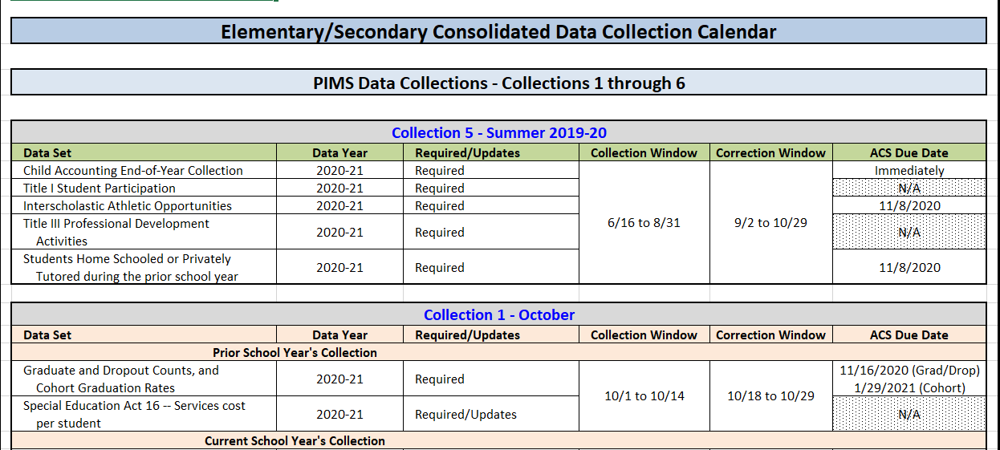 Elementary/Secondary Consolidated Data Collection Calendar
PIMS Data Collections - Collections 1 through 6
Collection 5 - Summer 2019-20
Data Set Data Year Required/Updates Collection Window Correction Window ACS Due Date
Child Accounting End-of-Year Collection 2020-21 Required Immediately
Title I Student Participation 2020-21 Required N/A
Interscholastic Athletic Opportunities 2020-21 Required 11/8/2020
6/16 to 8/31 9/2 to 10/29
Title III Professional Development
Activities
2020-21 Required N/A
Students Home Schooled or Privately
Tutored during the prior school year
2020-21 Required 11/8/2020
Collection 1 - October
Data Set Data Year Required/Updates Collection Window Correction Window ACS Due Date
Prior School Year's Collection
Graduate and Dropout Counts, and
Cohort Graduation Rates
2020-21 Required
11/16/2020 (Grad/Drop)
1/29/2021 (Cohort)
10/1 to 10/14 10/18 to 10/29
Special Education Act 16 -- Services cost
per student
2020-21 Required/Updates N/A
Current School Year's Collection